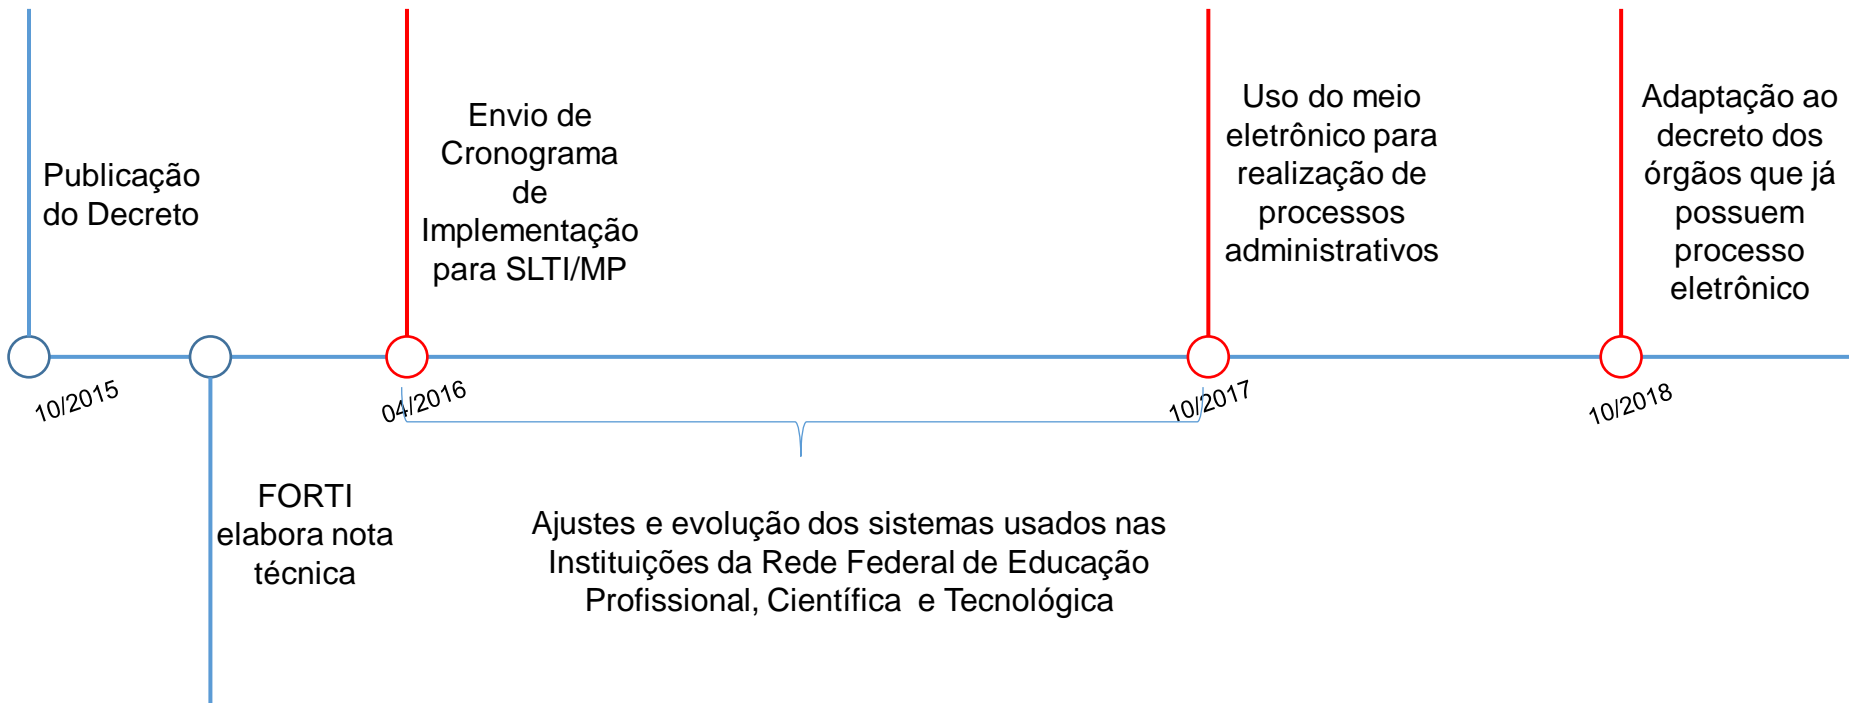 Publicação
do Decreto
10/2015
FORTI
elabora nota
técnica
Envio de
Cronograma
de
Implementação
para SLTI/MP
04/2016
Ajustes e evolução dos sistemas usados nas
Instituições da Rede Federal de Educação
Profissional, Científica e Tecnológica
Uso do meio
eletrônico para
realização de
processos
administrativos
10/2017
Adaptação ao
decreto dos
órgãos que já
possuem
processo
eletrônico
10/2018